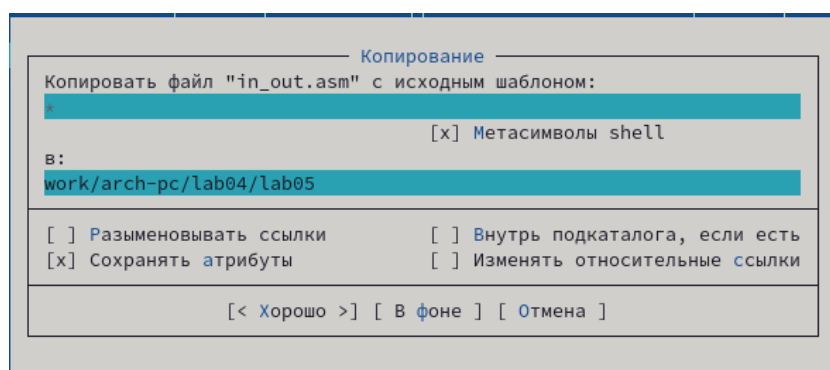 Копирование
Копировать файл "in_out.asm" с исходным шаблоном:
*
[x] Метасимволы shell
в:
work/arch-pc/lab04/lab05
[ ] Разыменовывать ссылки [ ] Внутрь подкаталога, если есть
[x] Сохранять атрибуты [ ] Изменять относительные ссылки
[< Хорошо >] [ В фоне ] [ Отмена ]